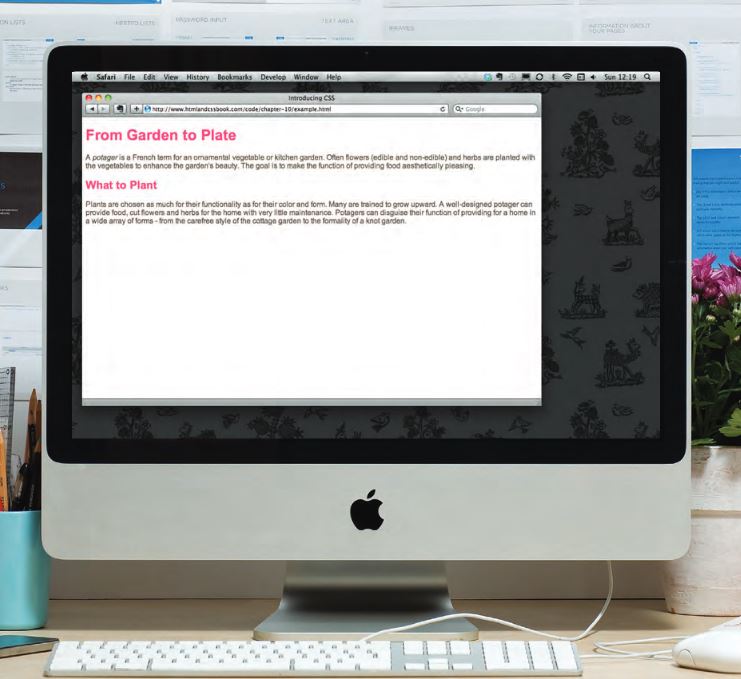 ON LISTS
NESTED LISTS
PASSWORD INPUT
TEXT AREA
IFRAMES
INFORMATION ABOUT
YOUR PAGES
Safari File Edit View History Bookmarks Develop Window Help
Sun 12:19
Introducing CSS
http://www.htmlandcssbook.com/code/chapter-10/example.html
Google
From Garden to Plate
A potager is a French term for an ornamental vegetable or kitchen garden. Often flowers (edible and non-edible) and herbs are planted with
the vegetables to enhance the garden's beauty. The goal is to make the function of providing food aesthetically pleasing.
What to Plant
Plants are chosen as much for their functionality as for their color and form. Many are trained to grow upward. A well-designed potager can
provide food, cut flowers and herbs for the home with very little maintenance. Potagers can disguise their function of providing for a home in
a wide array of forms - from the carefree style of the cottage garden to the formality of a knot garden.